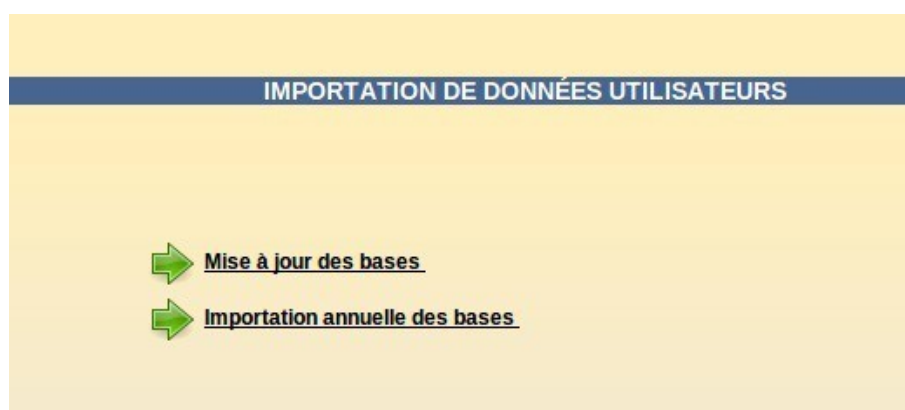 IMPORTATION DE DONNÉES UTILISATEURS
Mise à jour des bases
Importation annuelle des bases